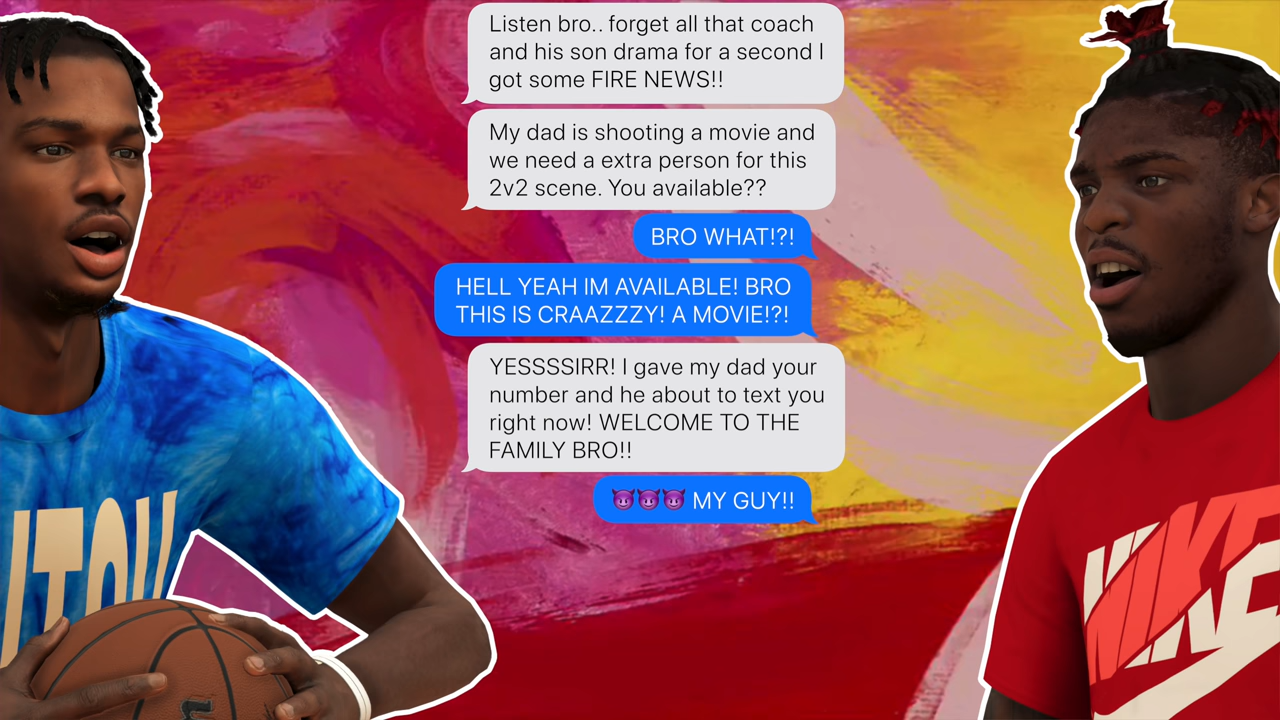 Listen bro.. forget all that coach
and his son drama for a second I
got some FIRE NEWS!!
My dad is shooting a movie and
we need a extra person for this
2v2 scene. You available??
BRO WHAT!?!
HELL YEAH IM AVAILABLE! BRO
THIS IS CRAAZZZY! A MOVIE!?!
YESSSSIRR! I gave my dad your
number and he about to text you
right now! WELCOME TO THE
FAMILY BRO!!
😈😈😈 MY GUY!!
NIKE